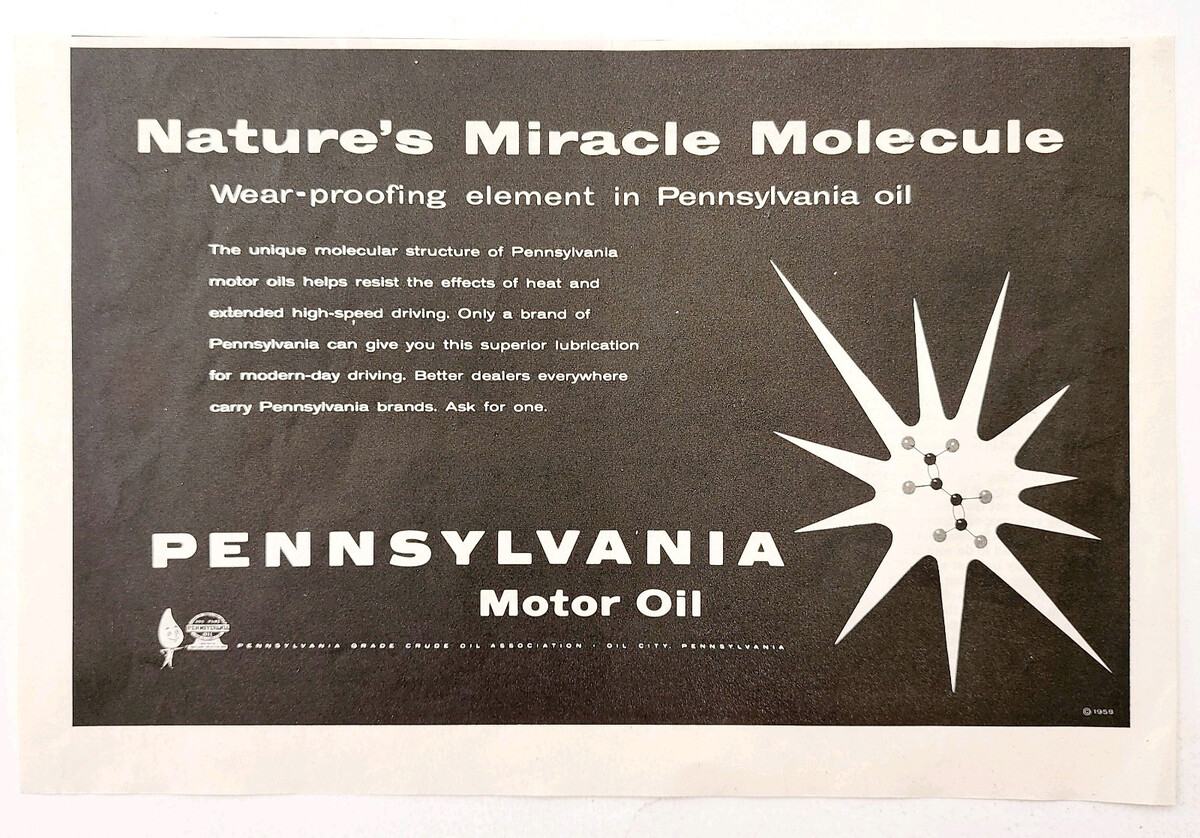 Nature's Miracle Molecule
Wear-proofing element in Pennsylvania oil
The unique molecular structure of Pennsylvania
motor oils helps resist the effects of heat and
extended high-speed driving. Only a brand of
Pennsylvania can give you this superior lubrication
for modern-day driving. Better dealers everywhere
carry Pennsylvania brands. Ask for one.
PENNSYLVANIA
Motor Oil
PENNSYLVANIA
OIL
PENNSYLVANIA GRADE CRUDE OIL ASSOCIATION · OIL CITY, PENNSYLVANIA